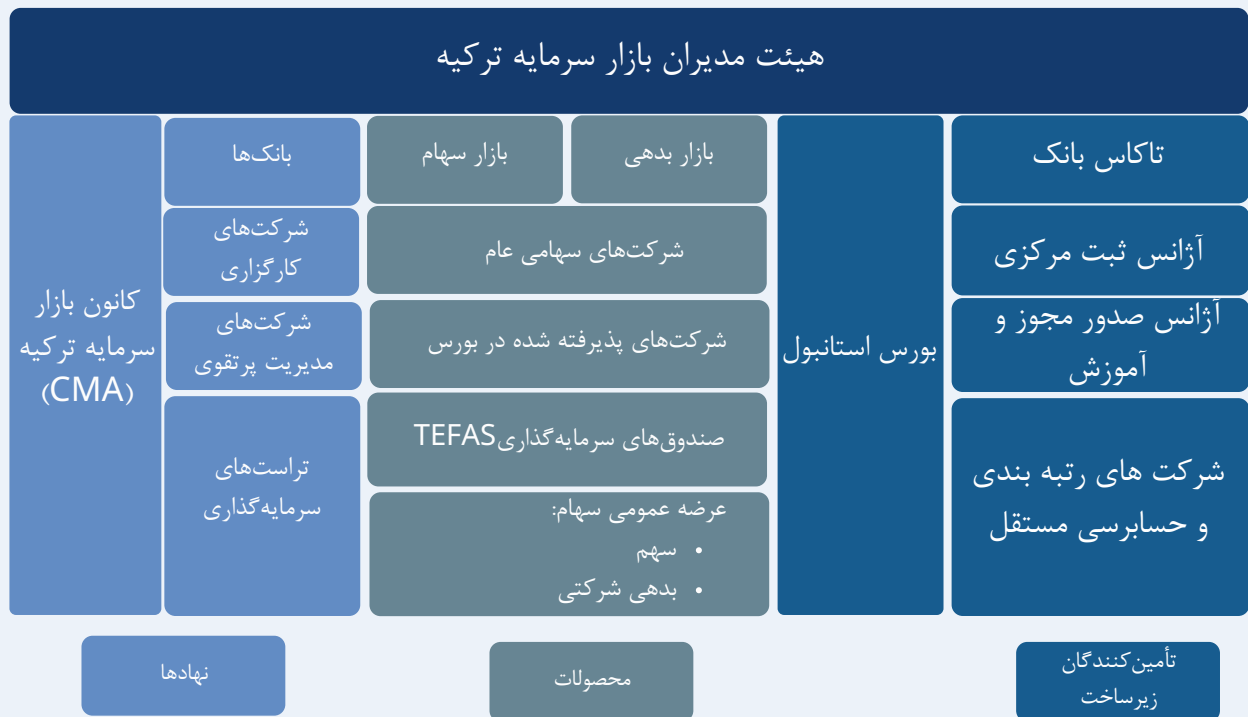 هیئت مدیران بازار سرمایه ترکیه
تاکاس بانک
آژانس ثبت مرکزی
آژانس صدور مجوز و
آموزش
شرکت های رتبه بندی
و حسابرسی مستقل
بورس استانبول
بازار بدهی
بازار سهام
شرکت‌های سهامی عام
شرکت‌های پذیرفته شده در بورس
صندوق‌های سرمایه‌گذاریTEFAS
عرضه عمومی سهام:
• سهم
• بدهی شرکتی
بانک‌ها
شرکت‌های
کارگزاری
شرکت‌های
مدیریت پرتقوی
تراست‌های
سرمایه‌گذاری
کانون بازار
سرمایه ترکیه
(CMA)
تأمین‌کنندگان
زیرساخت
محصولات
نهادها